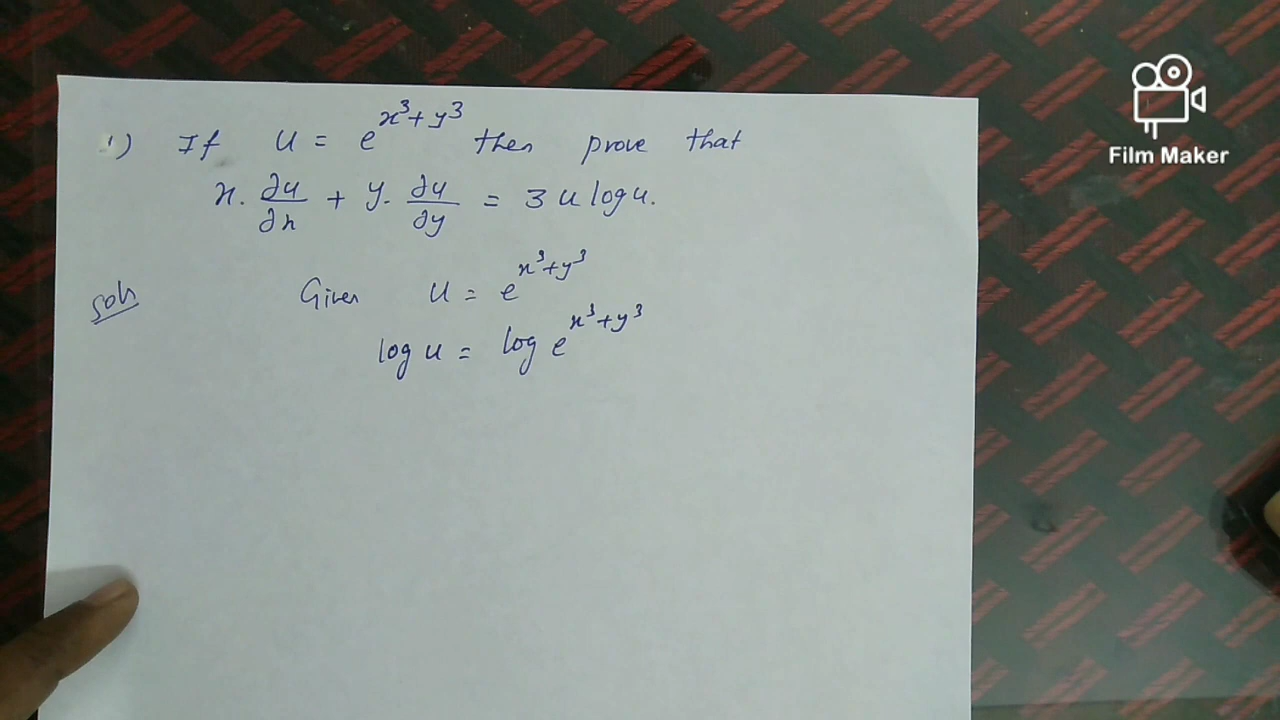 1) If u = e^{x³+y³} then prove that
x. ∂u/∂x + y. ∂u/∂y = 3 u log u.
Soln Given u = e^{x³+y³}
log u = log e^{x³+y³}
Film Maker